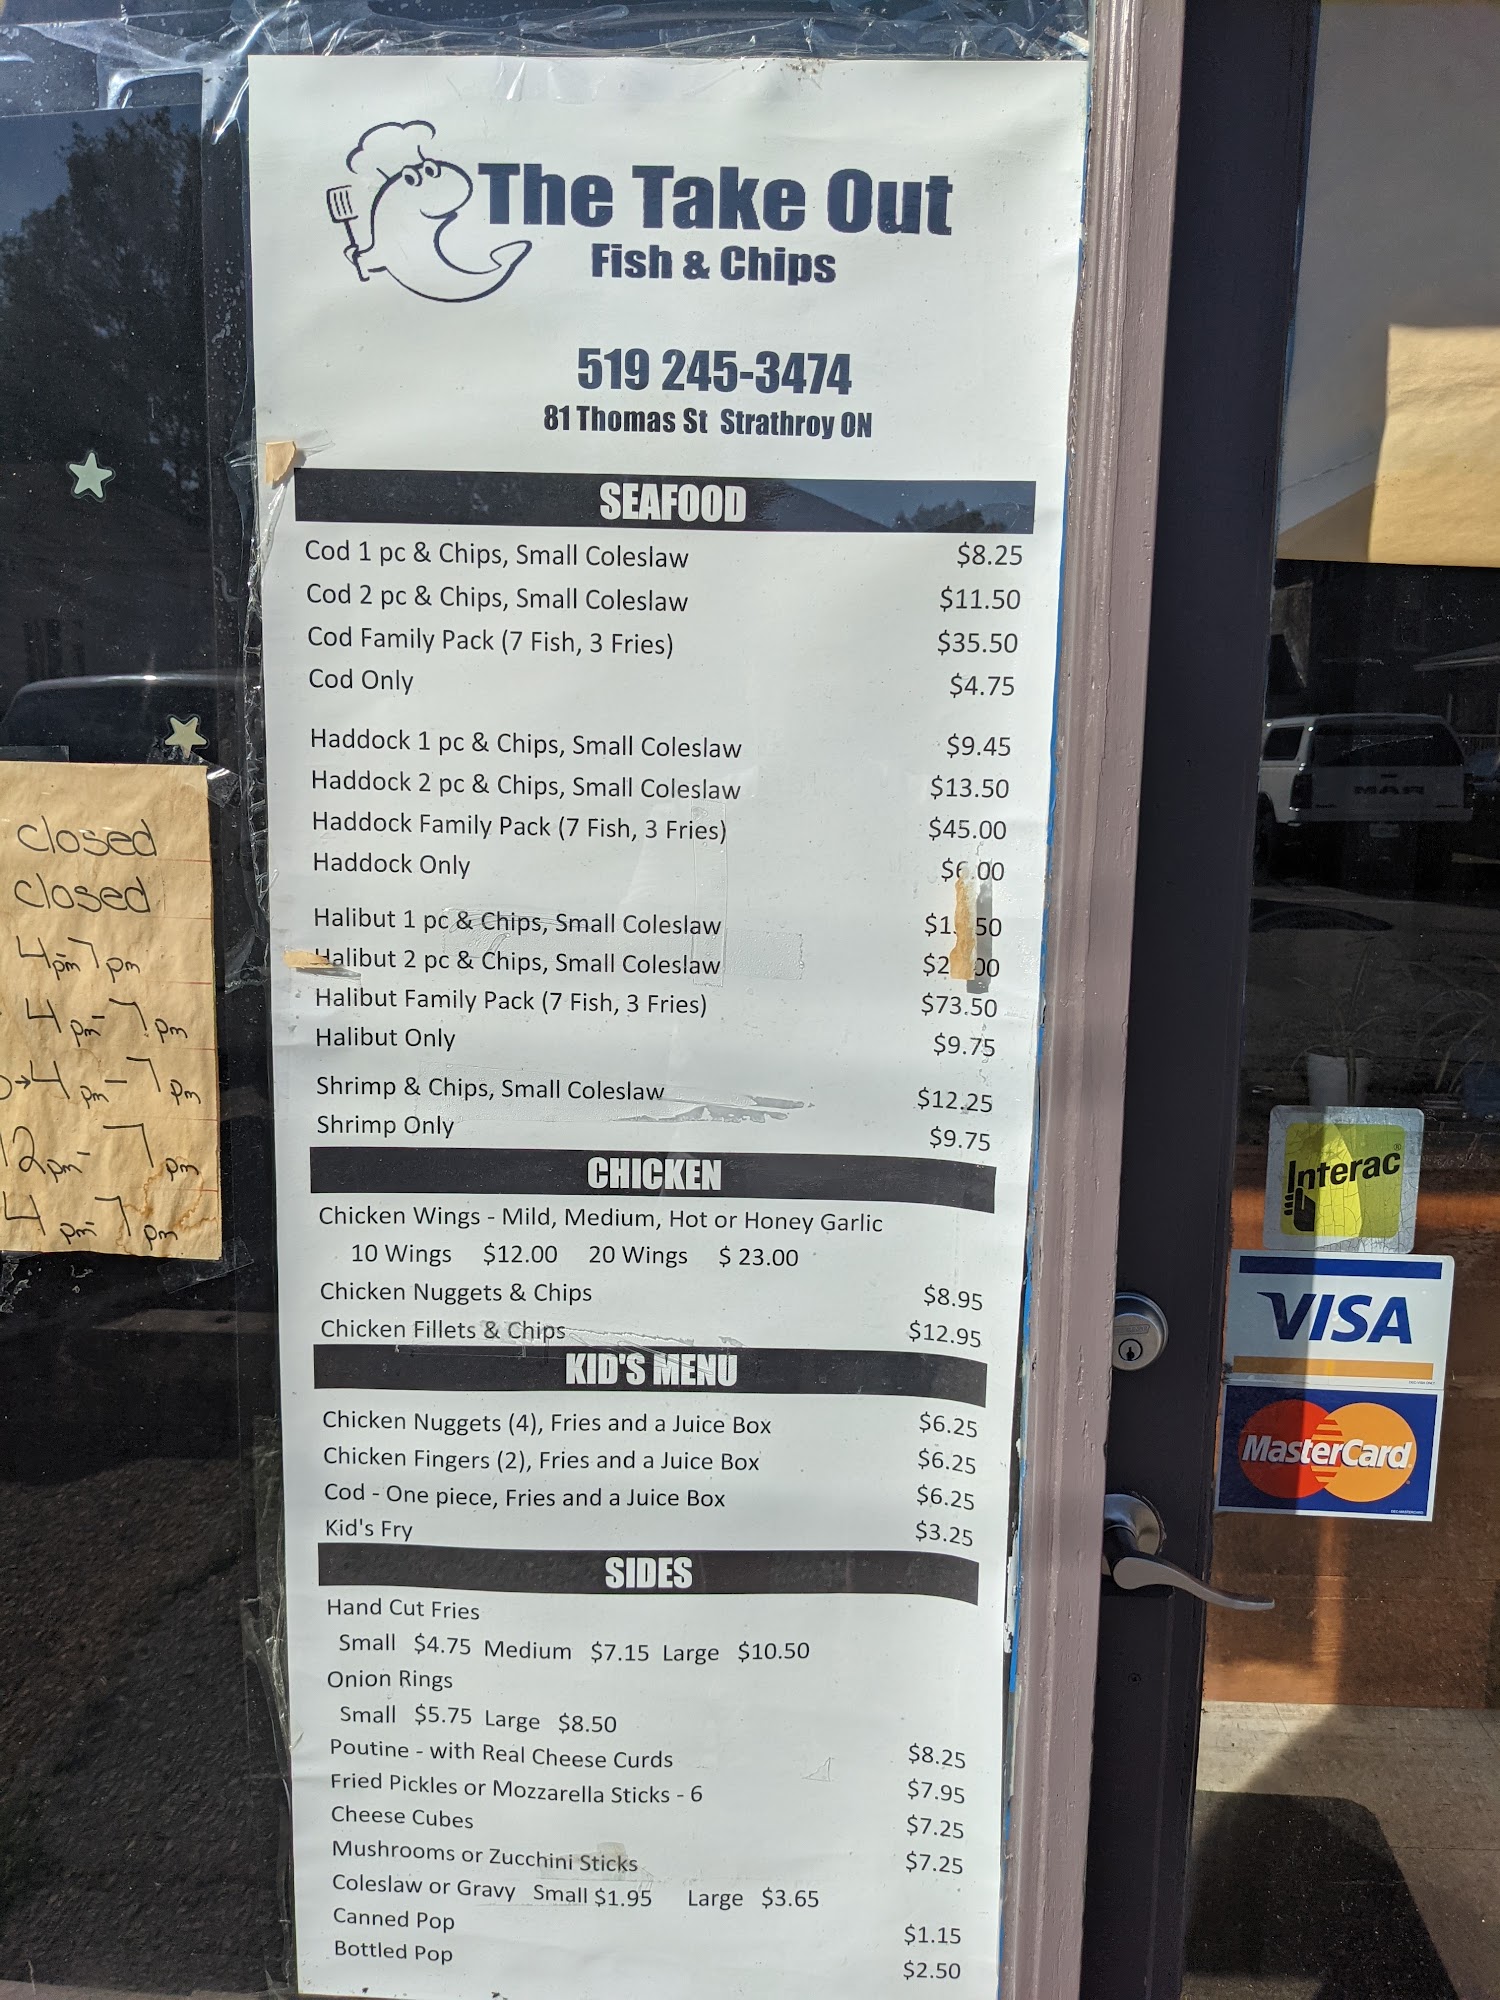 The Take Out
Fish & Chips
519 245-3474
81 Thomas St Strathroy ON
SEAFOOD
Cod 1 pc & Chips, Small Coleslaw $8.25
Cod 2 pc & Chips, Small Coleslaw $11.50
Cod Family Pack (7 Fish, 3 Fries) $35.50
Cod Only $4.75
Haddock 1 pc & Chips, Small Coleslaw $9.45
Haddock 2 pc & Chips, Small Coleslaw $13.50
Haddock Family Pack (7 Fish, 3 Fries) $45.00
Haddock Only $6.00
Halibut 1 pc & Chips, Small Coleslaw
Halibut 2 pc & Chips, Small Coleslaw
Halibut Family Pack (7 Fish, 3 Fries) $73.50
Halibut Only $9.75
Shrimp & Chips, Small Coleslaw $12.25
Shrimp Only $9.75
CHICKEN
Chicken Wings - Mild, Medium, Hot or Honey Garlic
10 Wings $12.00 20 Wings $ 23.00
Chicken Nuggets & Chips $8.95
Chicken Fillets & Chips $12.95
KID'S MENU
Chicken Nuggets (4), Fries and a Juice Box $6.25
Chicken Fingers (2), Fries and a Juice Box $6.25
Cod - One piece, Fries and a Juice Box $6.25
Kid's Fry $3.25
SIDES
Hand Cut Fries
Small $4.75 Medium $7.15 Large $10.50
Onion Rings
Small $5.75 Large $8.50
Poutine - with Real Cheese Curds $8.25
Fried Pickles or Mozzarella Sticks - 6 $7.95
Cheese Cubes $7.25
Mushrooms or Zucchini Sticks $7.25
Coleslaw or Gravy Small $1.95 Large $3.65
Canned Pop $1.15
Bottled Pop $2.50
closed
closed
4pm 7pm
4pm-7pm
→4pm-7pm
12pm-7pm
4pm-7pm
Interac
VISA
MasterCard